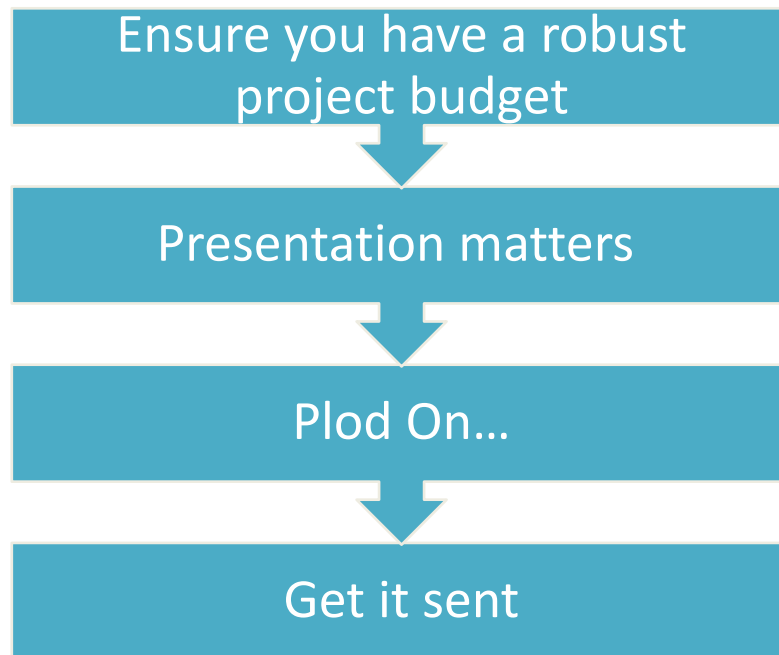 Ensure you have a robust
project budget
Presentation matters
Plod On…
Get it sent